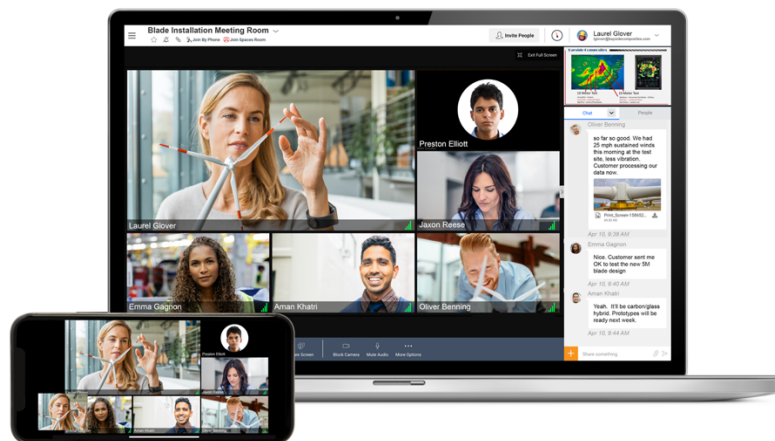 Blade Installation Meeting Room
Join By Phone
Join Spaces Room
Invite People
Laurel Glover
Exit Full Screen
Chat
People
Oliver Benning
so far so good. We had
25 mph sustained winds
this morning at the test
site, less vibration.
Customer processing our
data now.
Apr 10, 9:38 AM
Emma Gagnon
Nice. Customer sent me
OK to test the new 5M
blade design
Apr 10, 9:40 AM
Aman Khatri
Yeah. It'll be carbon/glass
hybrid. Prototypes will be
ready next week.
Apr 10, 9:44 AM
Share something
Preston Elliott
Laurel Glover
Jaxon Reese
Emma Gagnon
Aman Khatri
Oliver Benning
Screen
Block Camera
Mute Audio
More Options
Preston Elliott